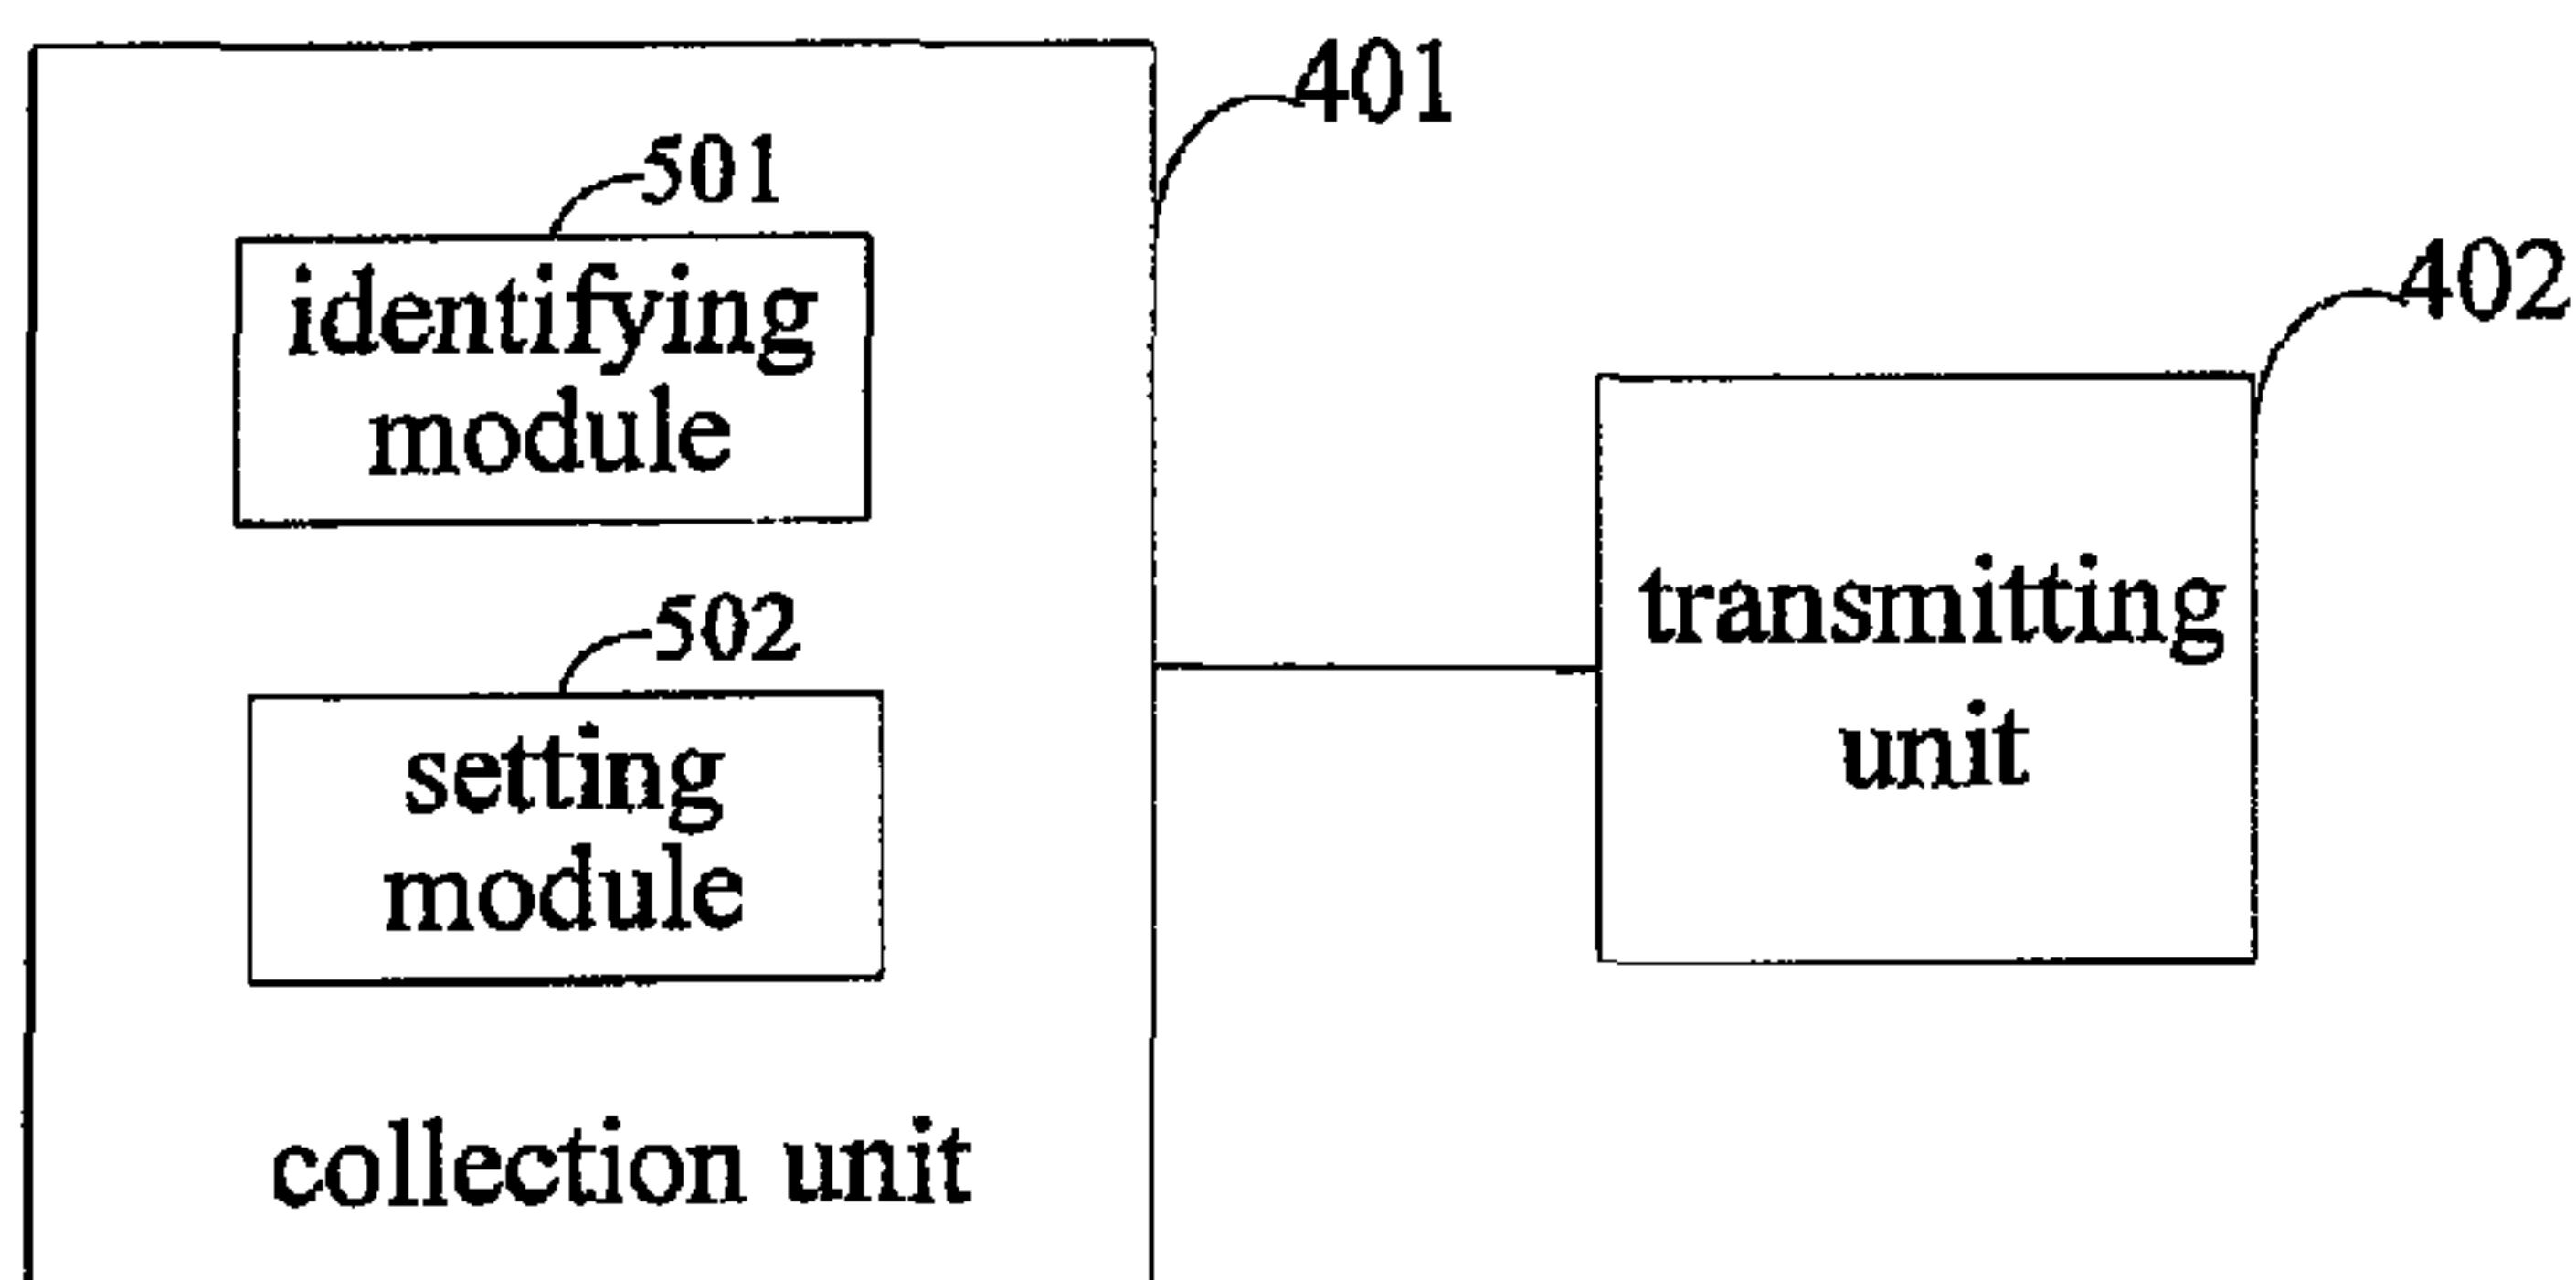 401
501
identifying
module
402
502
setting
module
transmitting
unit
collection unit